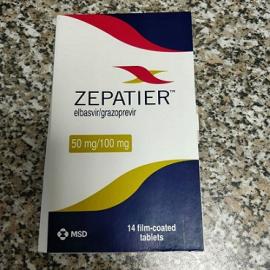 ZEPATIER™
elbasvir/grazoprevir
50 mg/100 mg
MSD
14 film-coated
tablets